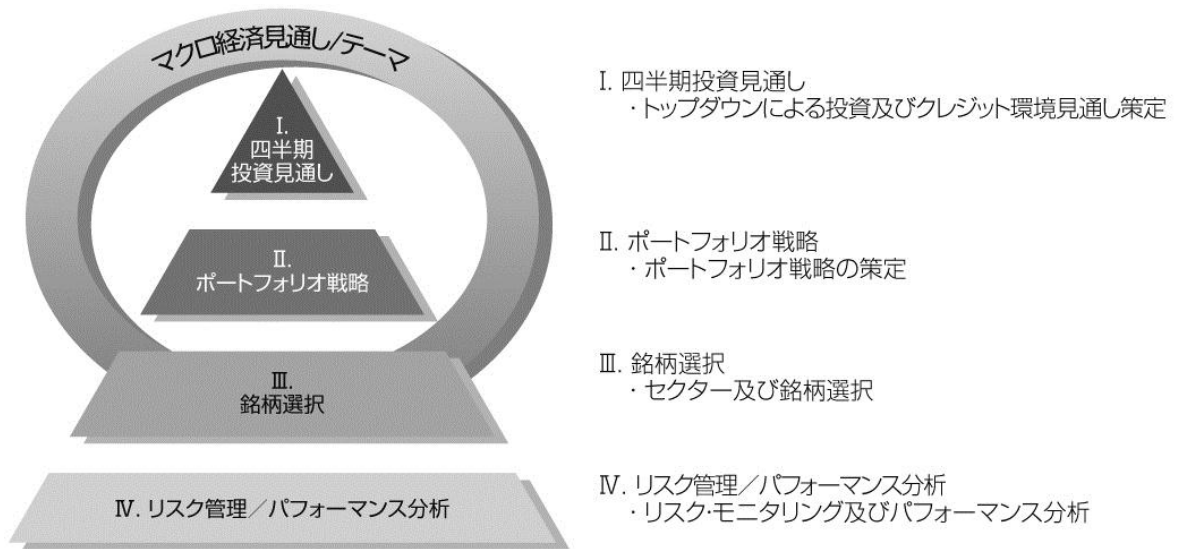 マクロ経済見通し/テーマ
Ⅰ.
四半期
投資見通し
Ⅱ.
ポートフォリオ戦略
Ⅲ.
銘柄選択
Ⅳ. リスク管理／パフォーマンス分析
Ⅰ. 四半期投資見通し
・トップダウンによる投資及びクレジット環境見通し策定
Ⅱ. ポートフォリオ戦略
・ポートフォリオ戦略の策定
Ⅲ. 銘柄選択
・セクター及び銘柄選択
Ⅳ. リスク管理／パフォーマンス分析
・リスク・モニタリング及びパフォーマンス分析